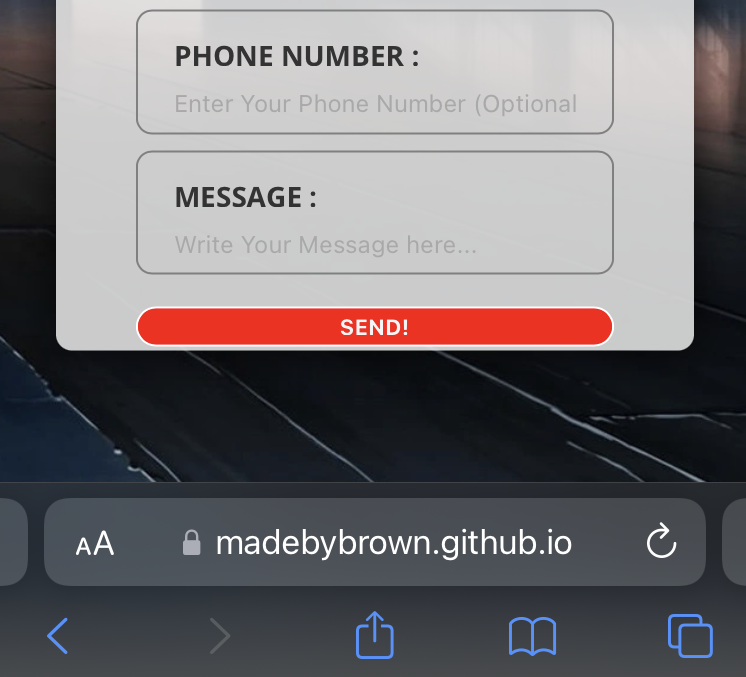 PHONE NUMBER :
Enter Your Phone Number (Optional
MESSAGE :
Write Your Message here...
SEND!
AA madebybrown.github.io